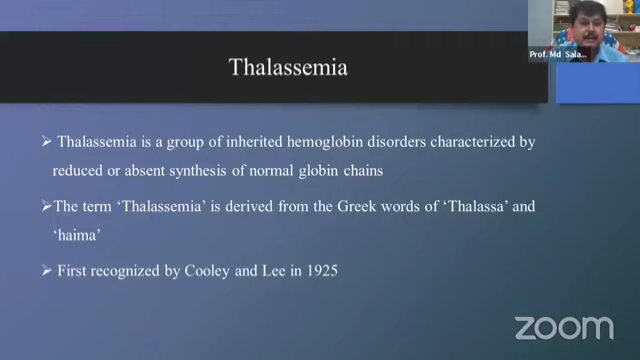 Prof. Md Sala...
Thalassemia
➢ Thalassemia is a group of inherited hemoglobin disorders characterized by
reduced or absent synthesis of normal globin chains
➢The term ‘Thalassemia’ is derived from the Greek words of ‘Thalassa’ and
‘haima’
➢ First recognized by Cooley and Lee in 1925
zoom